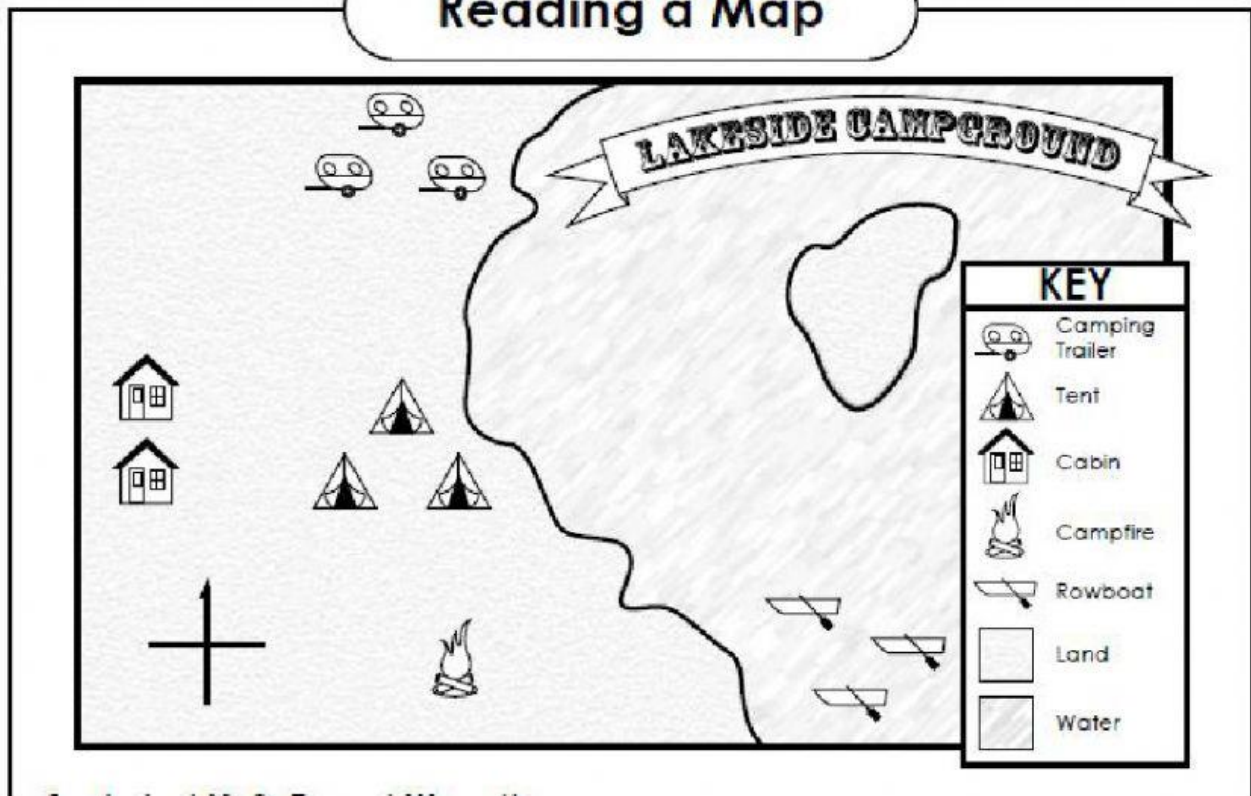 Reading a Map
LAKESIDE CAMPGROUND
KEY
Camping
Trailer
Tent
Cabin
Campfire
Rowboat
Land
Water